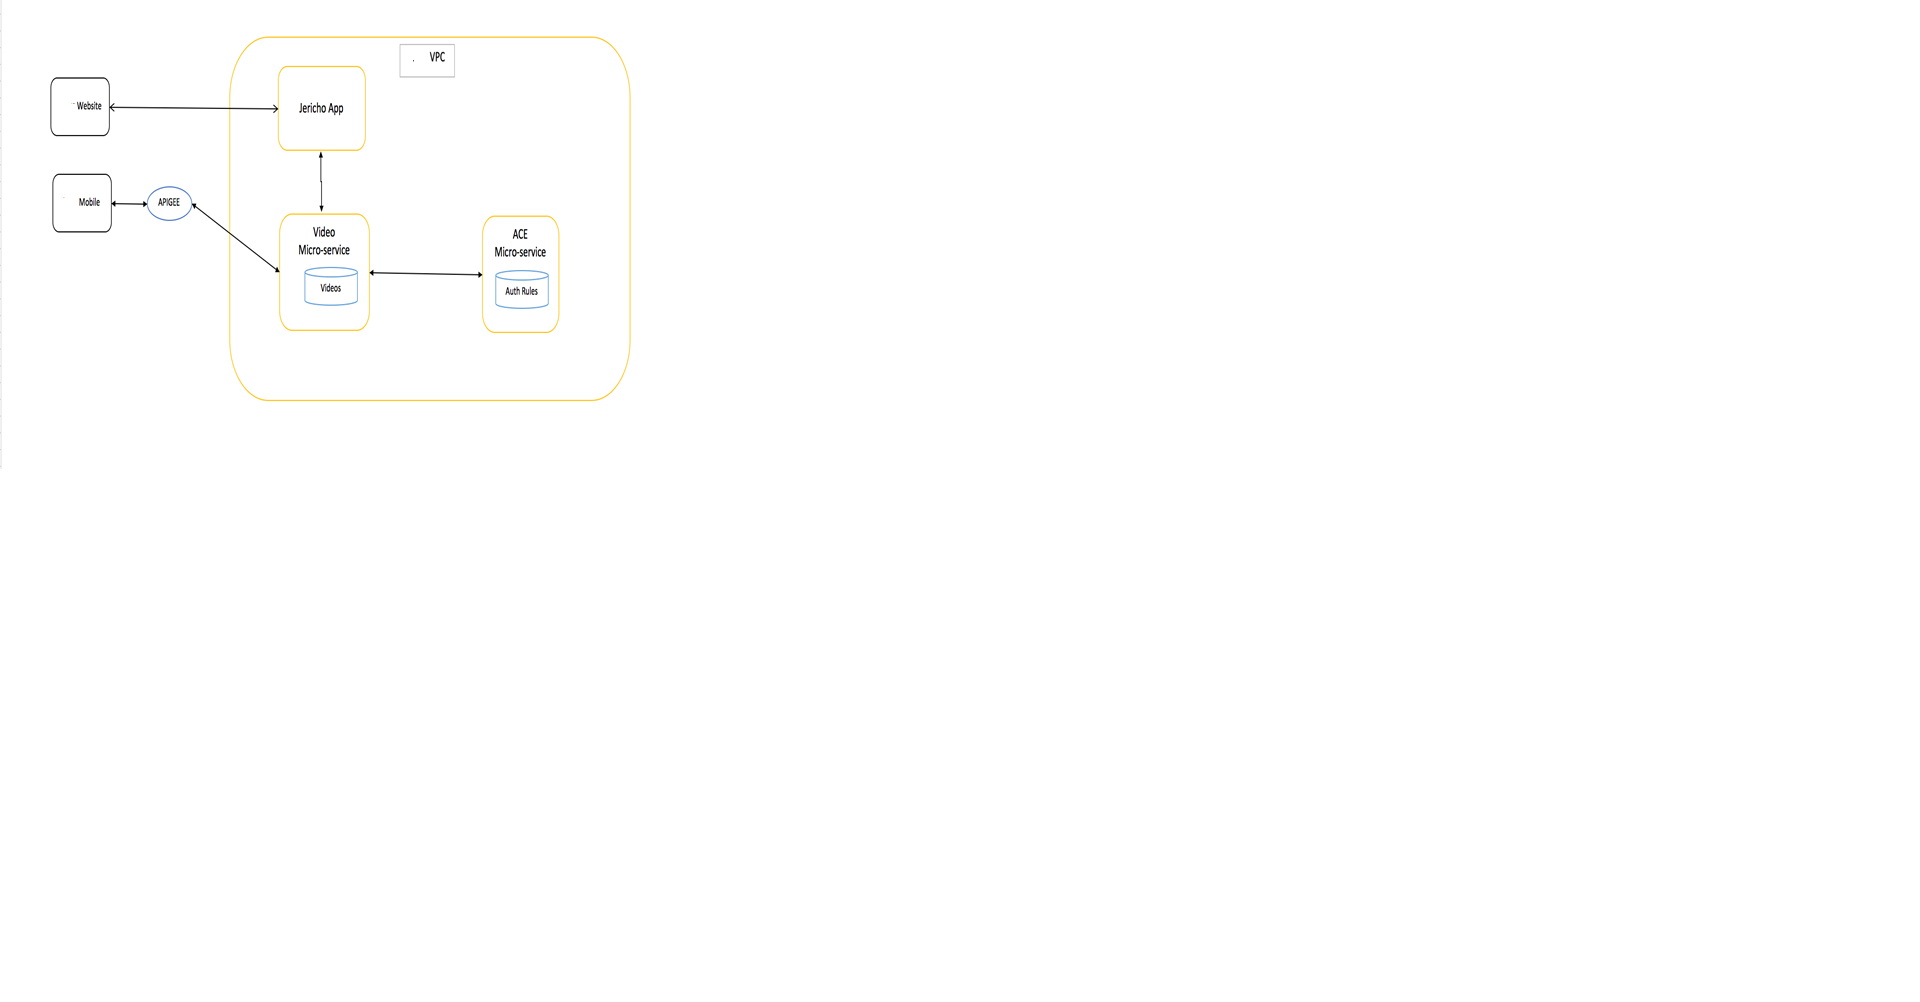 VPC
Website
Jericho App
Mobile
APIGEE
Video
Micro-service
Videos
ACE
Micro-service
Auth Rules